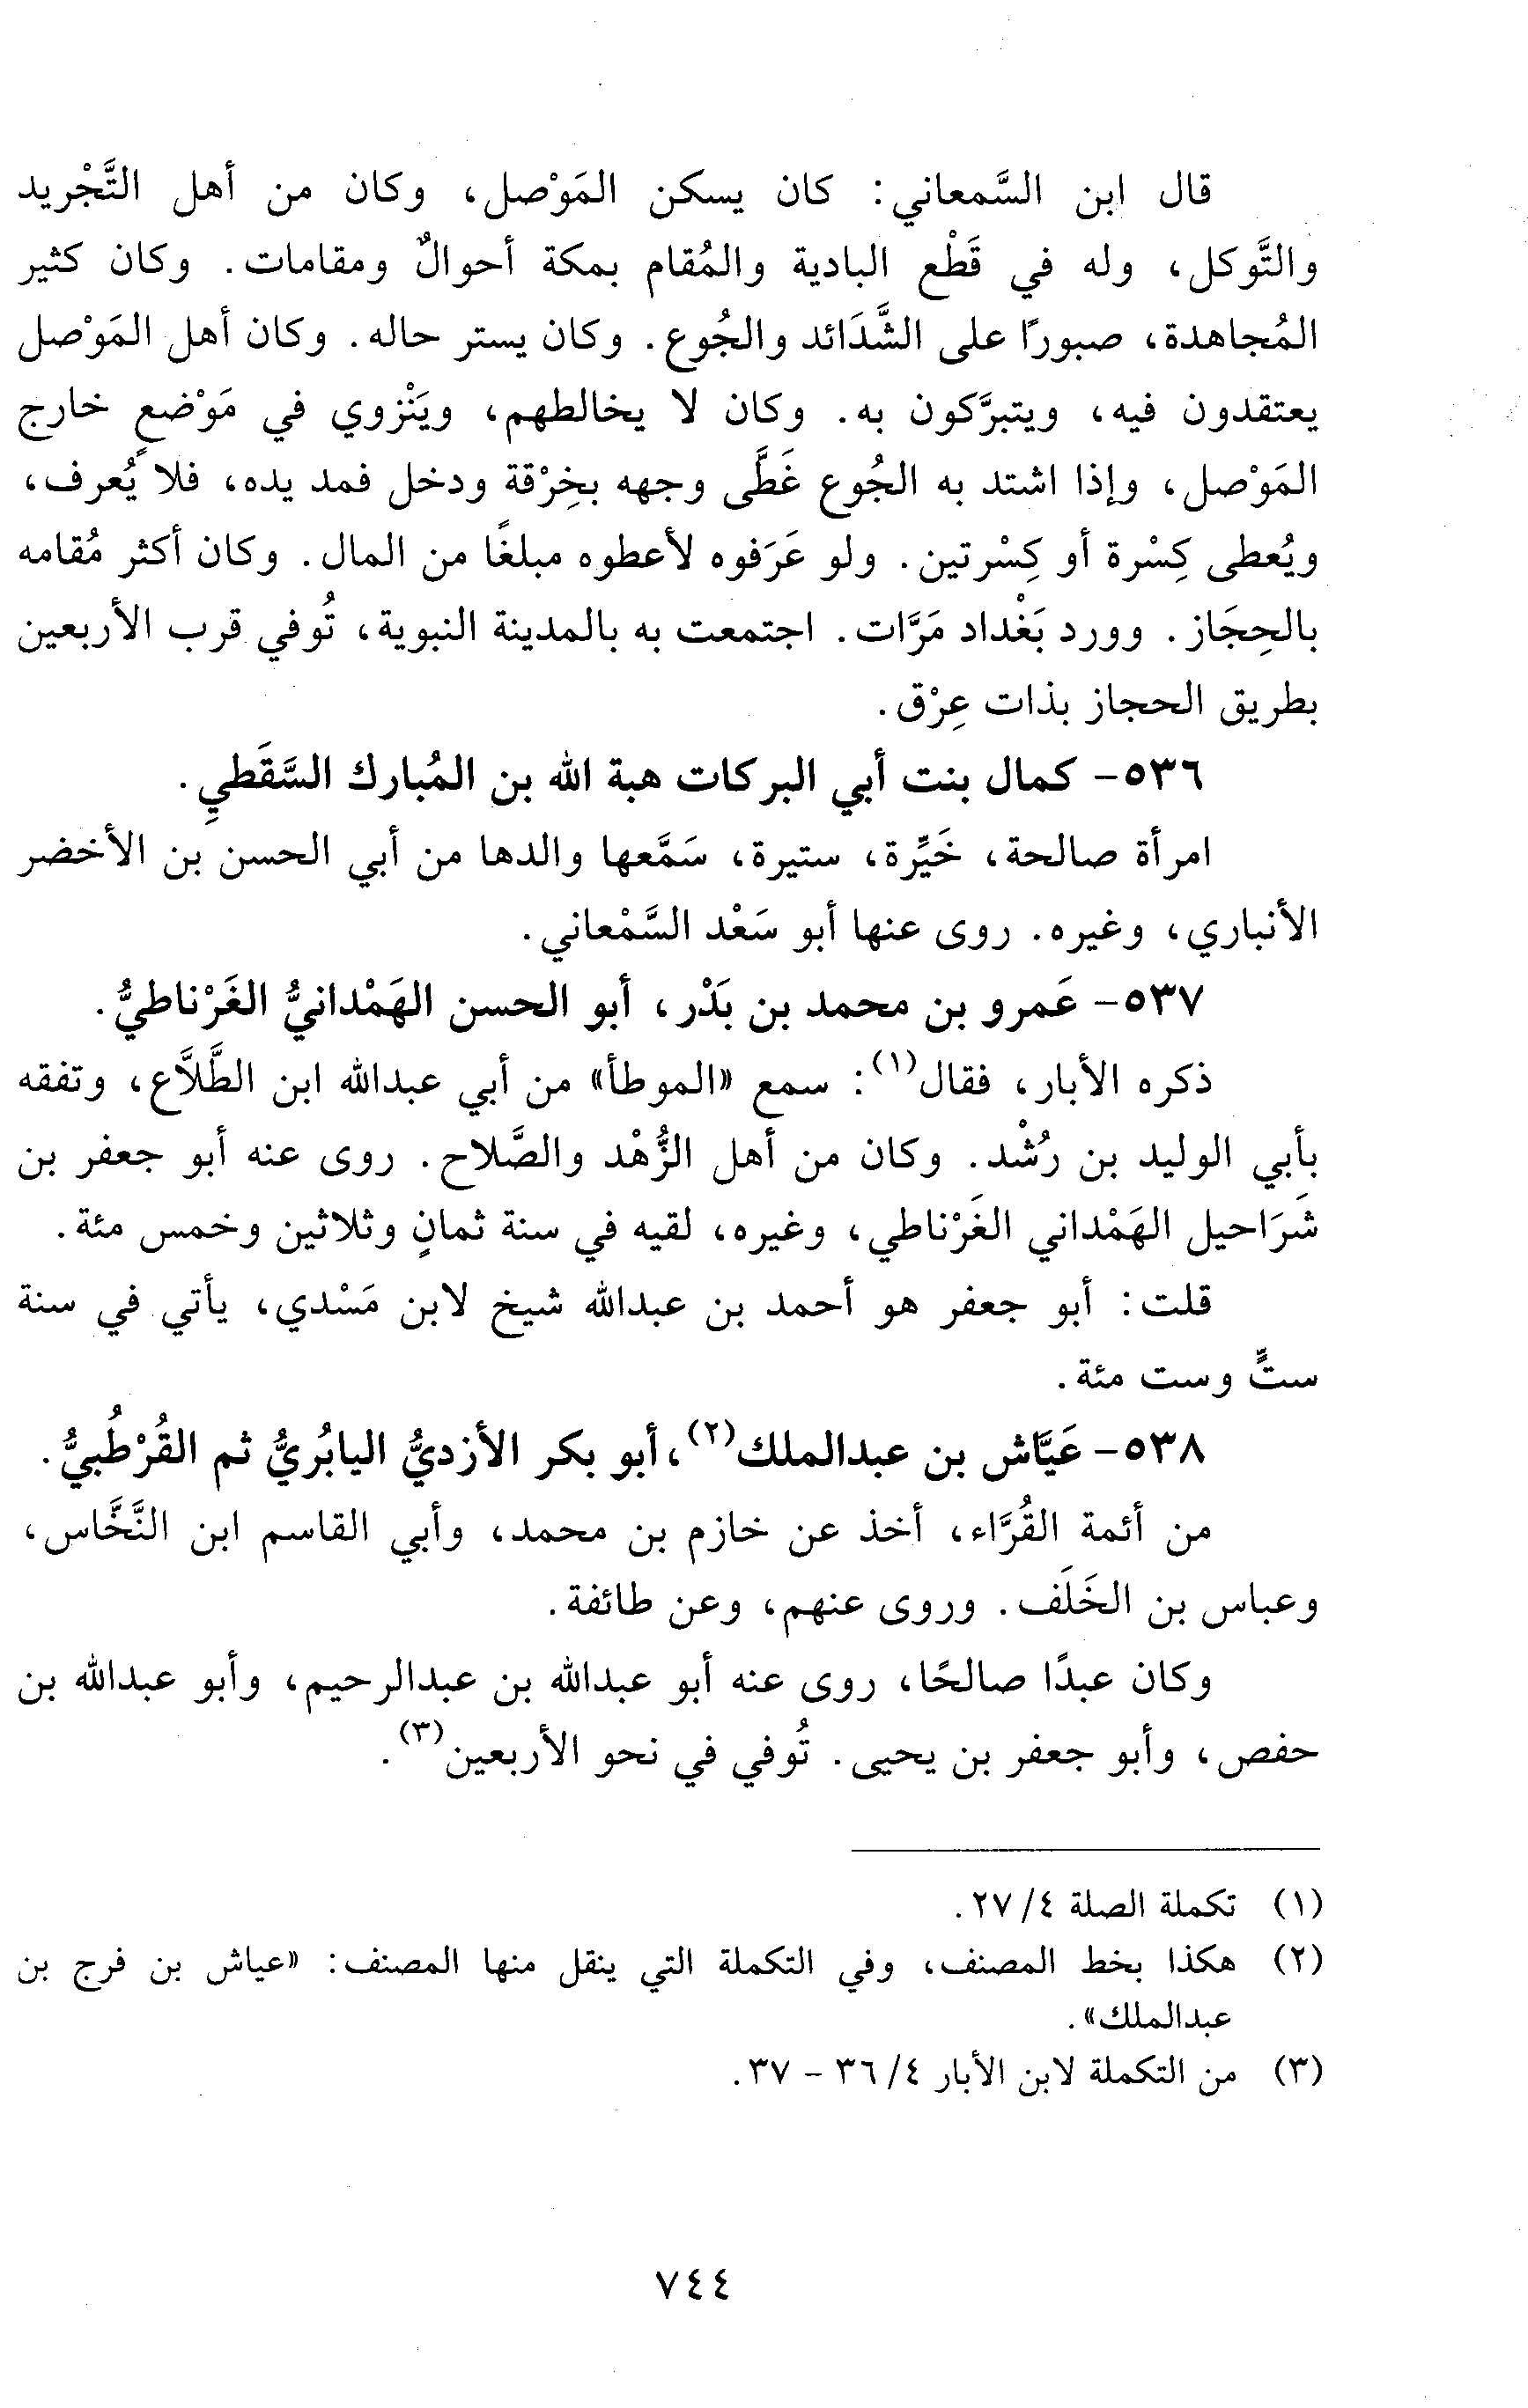 قال ابن السَّمعاني: كان يسكن المَوْصل، وكان من أهل التَّجْريد
والتَّوكل، وله في قَطْع البادية والمُقام بمكة أحوالٌ ومقامات. وكان كثير
المُجاهدة، صبورًا على الشَّدَائد والجُوع. وكان يستر حاله. وكان أهل المَوْصل
يعتقدون فيه، ويتبرَّكون به. وكان لا يخالطهم، ويَنْزوي في مَوْضعٍ خارج
المَوْصل، وإذا اشتد به الجُوع غَطَّى وجهه بخِرْقة ودخل فمد يده، فلا يُعرف،
ويُعطى كِسْرة أو كِسْرتين. ولو عَرَفوه لأعطوه مبلغًا من المال. وكان أكثر مُقامه
بالحِجَاز. وورد بَغْداد مَرَّات. اجتمعت به بالمدينة النبوية، تُوفي قرب الأربعين
بطريق الحجاز بذات عِرْق.
٥٣٦- كمال بنت أبي البركات هبة الله بن المُبارك السَّقَطيِ.
امرأة صالحة، خَيِّرة، ستيرة، سَمَّعها والدها من أبي الحسن بن الأخضر
الأنباري، وغيره. روى عنها أبو سَعْد السَّمْعاني.
٥٣٧- عَمرو بن محمد بن بَدْر، أبو الحسن الهَمْدانيُّ الغَرْناطيُّ.
ذكره الأبار، فقال(١): سمع «الموطأ» من أبي عبدالله ابن الطَّلاَّع، وتفقه
بأبي الوليد بن رُشْد. وكان من أهل الزُّهْد والصَّلاح. روى عنه أبو جعفر بن
شَرَاحيل الهَمْداني الغَرْناطي، وغيره، لقيه في سنة ثمانٍ وثلاثين وخمس مئة.
قلت: أبو جعفر هو أحمد بن عبدالله شيخ لابن مَسْدي، يأتي في سنة
ستٍّ وست مئة.
٥٣٨- عَيَّاش بن عبدالملك(٢)، أبو بكر الأزديُّ اليابُريُّ ثم القُرْطُبيُّ.
من أئمة القُرَّاء، أخذ عن خازم بن محمد، وأبي القاسم ابن النَّخَّاس،
وعباس بن الخَلَف. وروى عنهم، وعن طائفة.
وكان عبدًا صالحًا، روى عنه أبو عبدالله بن عبدالرحيم، وأبو عبدالله بن
حفص، وأبو جعفر بن يحيى. تُوفي في نحو الأربعين(٣).
(١) تكملة الصلة ٤/ ٢٧.
(٢) هكذا بخط المصنف، وفي التكملة التي ينقل منها المصنف: «عياش بن فرج بن
عبدالملك».
(٣) من التكملة لابن الأبار ٤/ ٣٦ - ٣٧.
٧٤٤